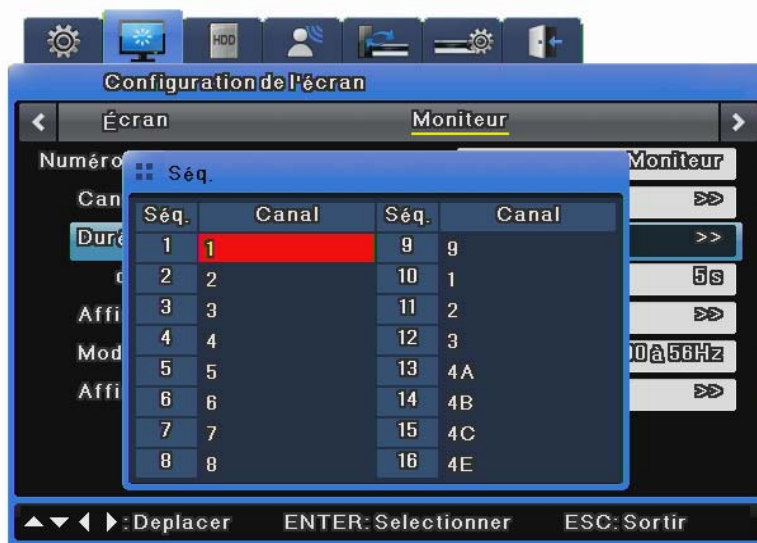 HDD
Configuration de l'écran
Écran Moniteur
Numéro Moniteur
Can >>
Duré >>
5s
Affi >>
Mod 00 à 56Hz
Affi >>
Séq.
Séq. Canal Séq. Canal
1 1 9 9
2 2 10 1
3 3 11 2
4 4 12 3
5 5 13 4A
6 6 14 4B
7 7 15 4C
8 8 16 4E
:Deplacer ENTER:Selectionner ESC:Sortir